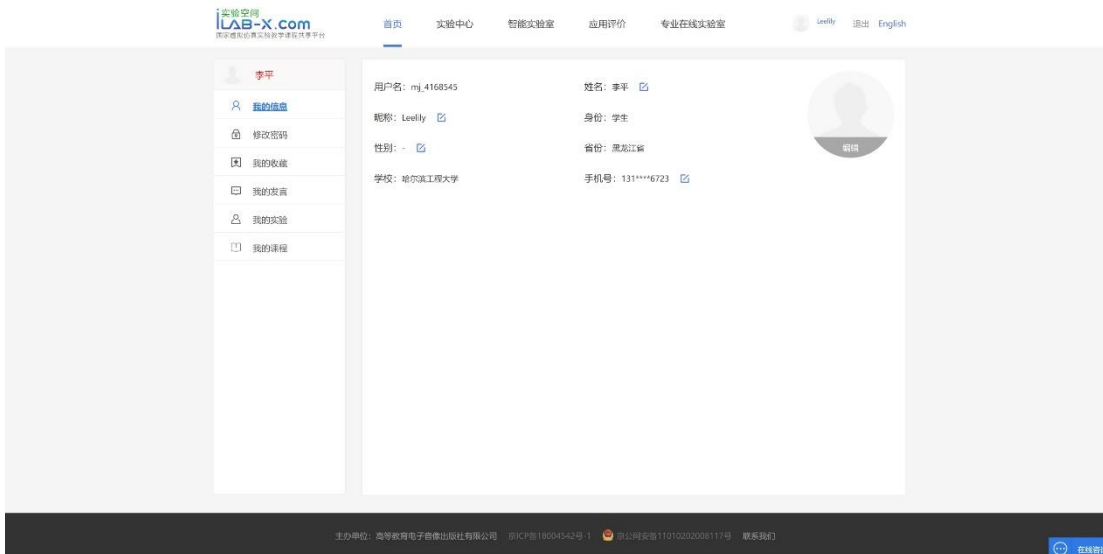 实验空间
iLAB-X.com
国家虚拟仿真实验教学课程共享平台
首页 实验中心 智能实验室 应用评价 专业在线实验室 Leelily 退出 English
李平
我的信息
修改密码
我的收藏
我的发言
我的实验
我的课程
用户名: mj_4168545 姓名: 李平
昵称: Leelily 身份: 学生
性别: - 省份: 黑龙江省
学校: 哈尔滨工程大学 手机号: 131****6723
编辑
主办单位: 高等教育电子音像出版社有限公司 京ICP备18004542号-1 京公网安备11010202008117号 联系我们
在线咨